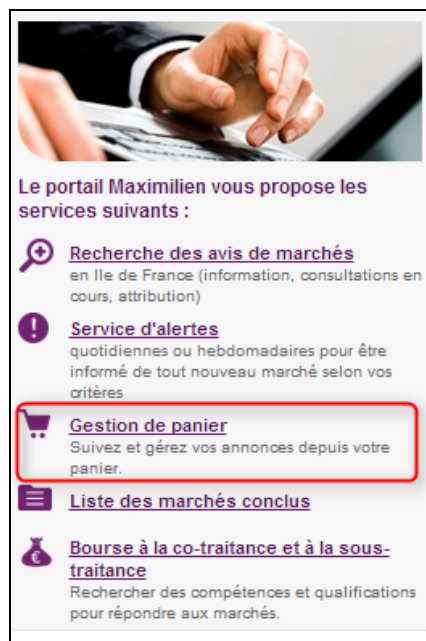 Le portail Maximilien vous propose les
services suivants :
Recherche des avis de marchés
en Ile de France (information, consultations en
cours, attribution)
Service d'alertes
quotidiennes ou hebdomadaires pour être
informé de tout nouveau marché selon vos
critères
Gestion de panier
Suivez et gérez vos annonces depuis votre
panier.
Liste des marchés conclus
Bourse à la co-traitance et à la sous-
traitance
Rechercher des compétences et qualifications
pour répondre aux marchés.